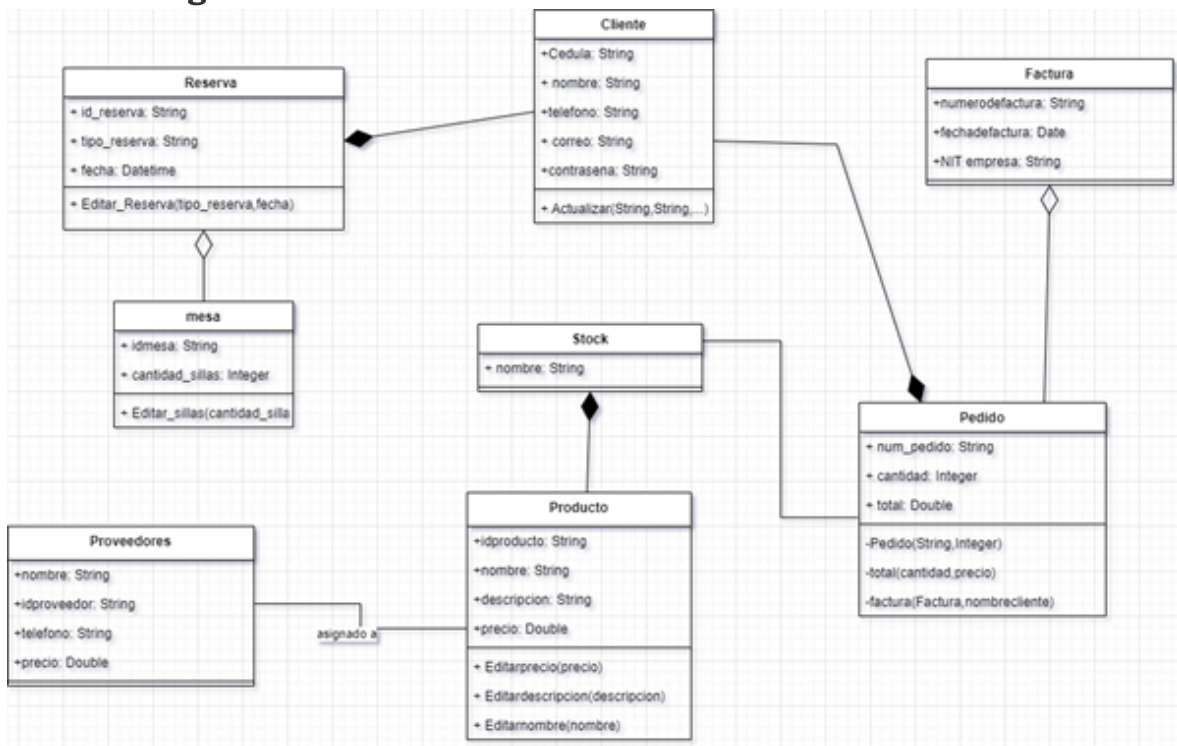 Cliente
+Cedula: String
+ nombre: String
+telefono: String
+ correo: String
+contrasena: String
+ Actualizar(String,String,...)
Reserva
+ id_reserva: String
+ tipo_reserva: String
+ fecha: Datetime
+ Editar_Reserva(tipo_reserva,fecha)
Factura
+numerodefactura: String
+fechadefactura: Date
+NIT empresa: String
mesa
+ idmesa: String
+ cantidad_sillas: Integer
+ Editar_sillas(cantidad_silla
Stock
+ nombre: String
Pedido
+ num_pedido: String
+ cantidad: Integer
+ total: Double
-Pedido(String,Integer)
-total(cantidad,precio)
-factura(Factura,nombrecliente)
Proveedores
+nombre: String
+idproveedor: String
+telefono: String
+precio: Double
asignado a
Producto
+idproducto: String
+nombre: String
+descripcion: String
+precio: Double
+ Editarprecio(precio)
+ Editardescripcion(descripcion)
+ Editarnombre(nombre)